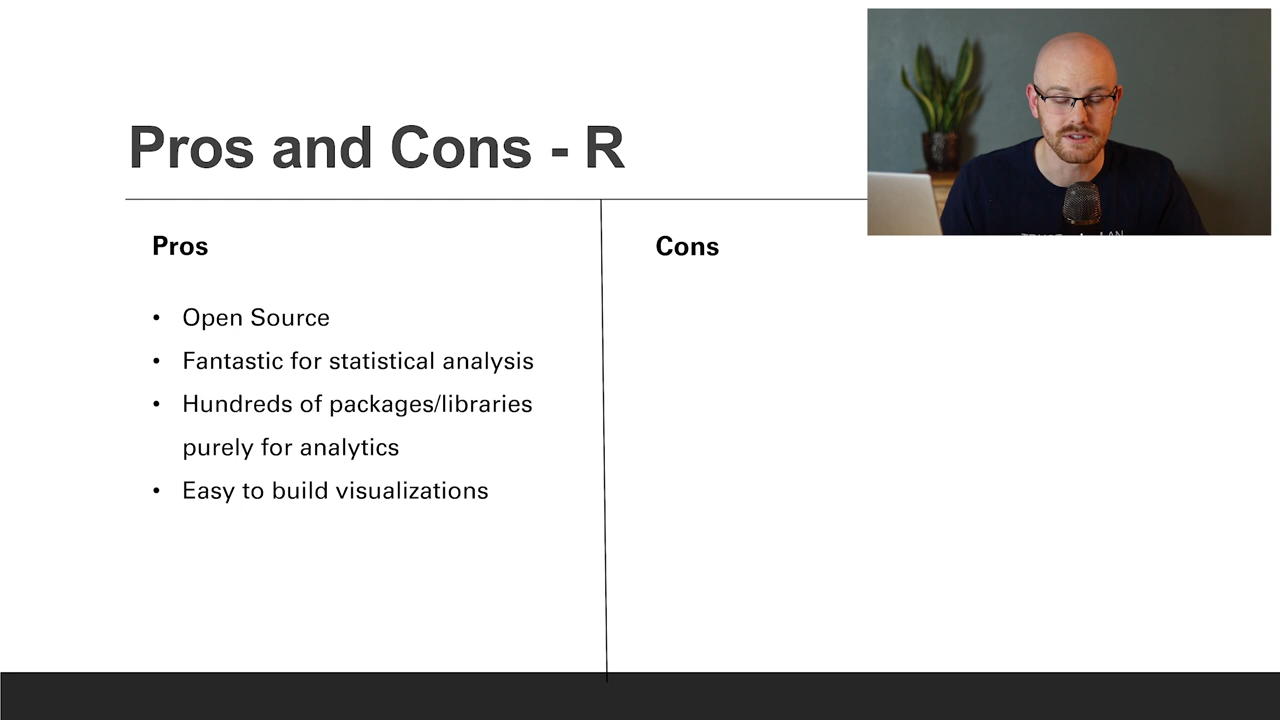 Pros and Cons - R
Pros
• Open Source
• Fantastic for statistical analysis
• Hundreds of packages/libraries
purely for analytics
• Easy to build visualizations
Cons